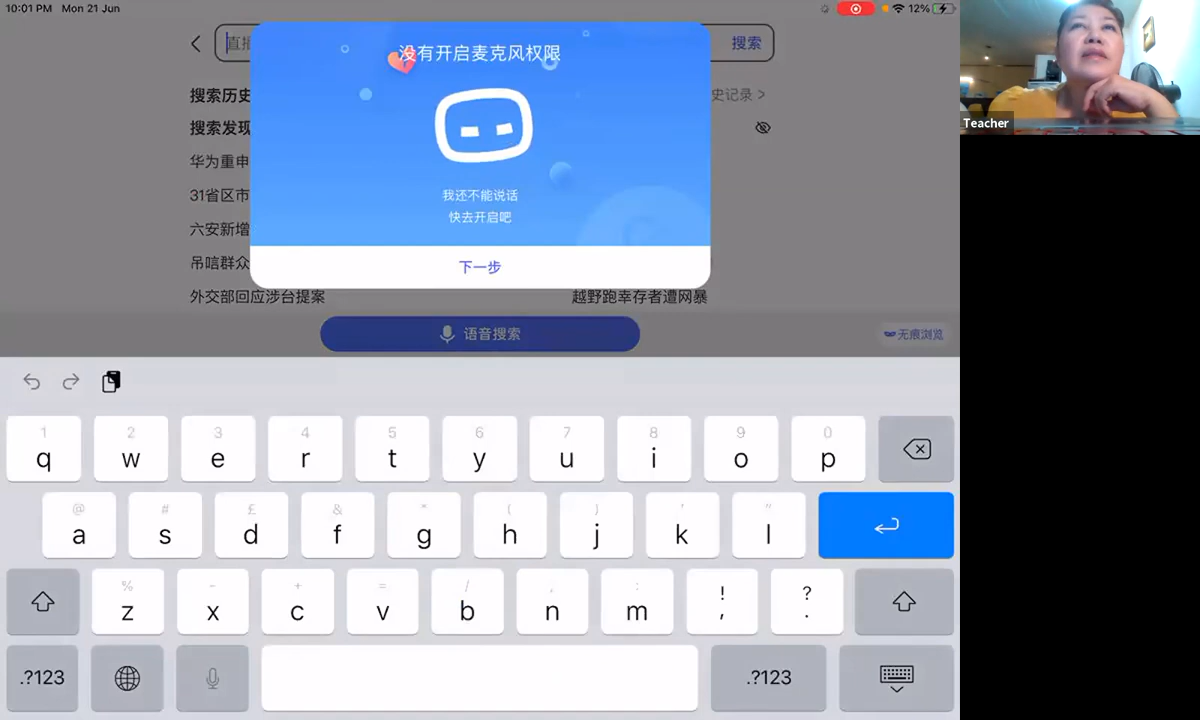 10:01 PM Mon 21 Jun
12%
直播
搜索
没有开启麦克风权限
我还不能说话
快去开启吧
下一步
搜索历史
史记录 >
搜索发现
华为重申
31省区市
六安新增
吊唁群众
外交部回应涉台提案
越野跑幸存者遭网暴
语音搜索
无痕浏览
Teacher
1 2 3 4 5 6 7 8 9 0
q w e r t y u i o p
@ # £ & * ( ) ' "
a s d f g h j k l
% - + = / ; : ! ?
z x c v b n m , .
.?123
.?123